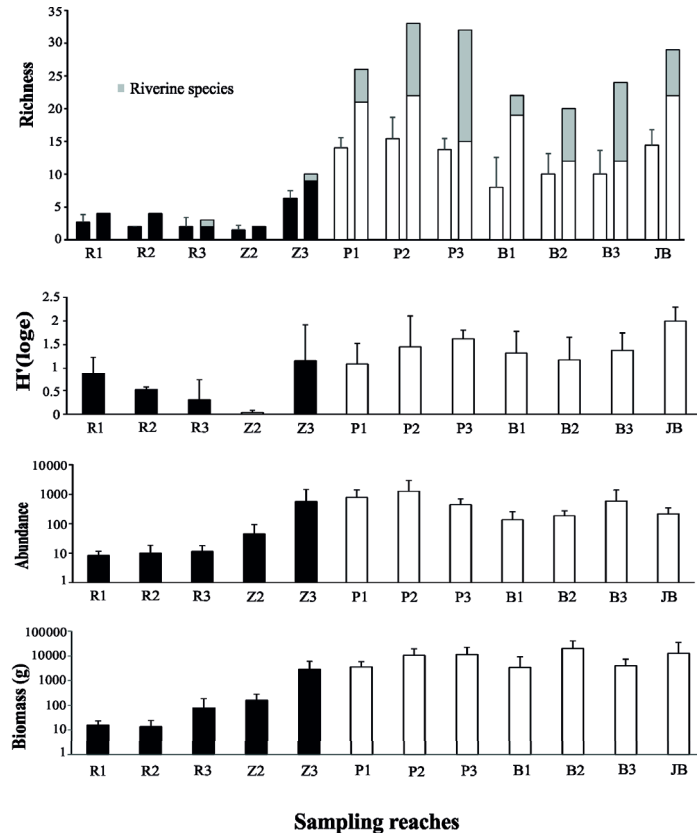 35
30
25
20
15
10
5
0
Richness
Riverine species
R1 R2 R3 Z2 Z3 P1 P2 P3 B1 B2 B3 JB
2.5
2
1.5
1
0.5
0
H'(loge)
R1 R2 R3 Z2 Z3 P1 P2 P3 B1 B2 B3 JB
10000
1000
100
10
1
Abundance
R1 R2 R3 Z2 Z3 P1 P2 P3 B1 B2 B3 JB
100000
10000
1000
100
10
1
Biomass (g)
R1 R2 R3 Z2 Z3 P1 P2 P3 B1 B2 B3 JB
Sampling reaches